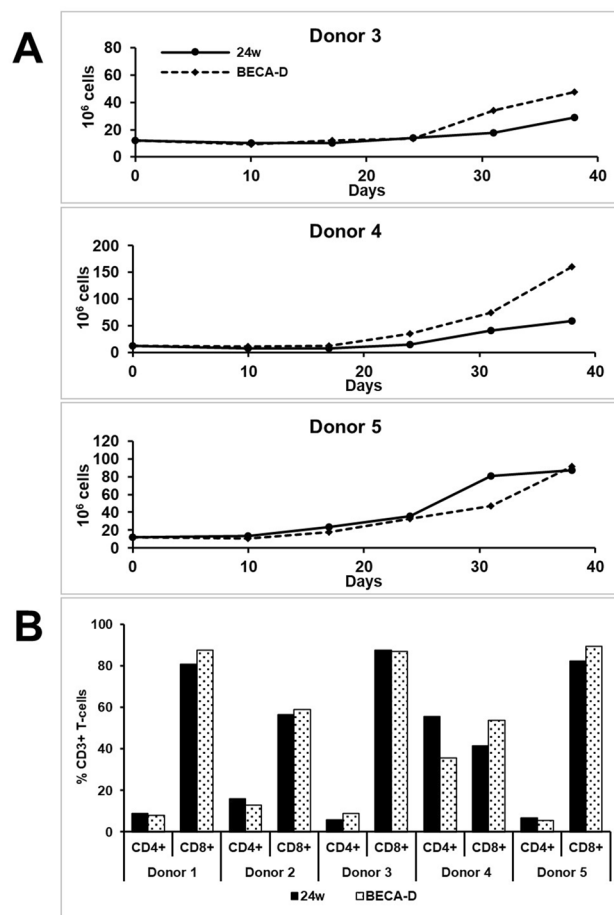 A
Donor 3
24w
BECA-D
10⁶ cells
80
60
40
20
0
0 10 20 30 40
Days
Donor 4
10⁶ cells
200
150
100
50
0
0 10 20 30 40
Days
Donor 5
10⁶ cells
120
100
80
60
40
20
0
0 10 20 30 40
Days
B
% CD3+ T-cells
100
80
60
40
20
0
CD4+ CD8+ CD4+ CD8+ CD4+ CD8+ CD4+ CD8+ CD4+ CD8+
Donor 1 Donor 2 Donor 3 Donor 4 Donor 5
24w BECA-D